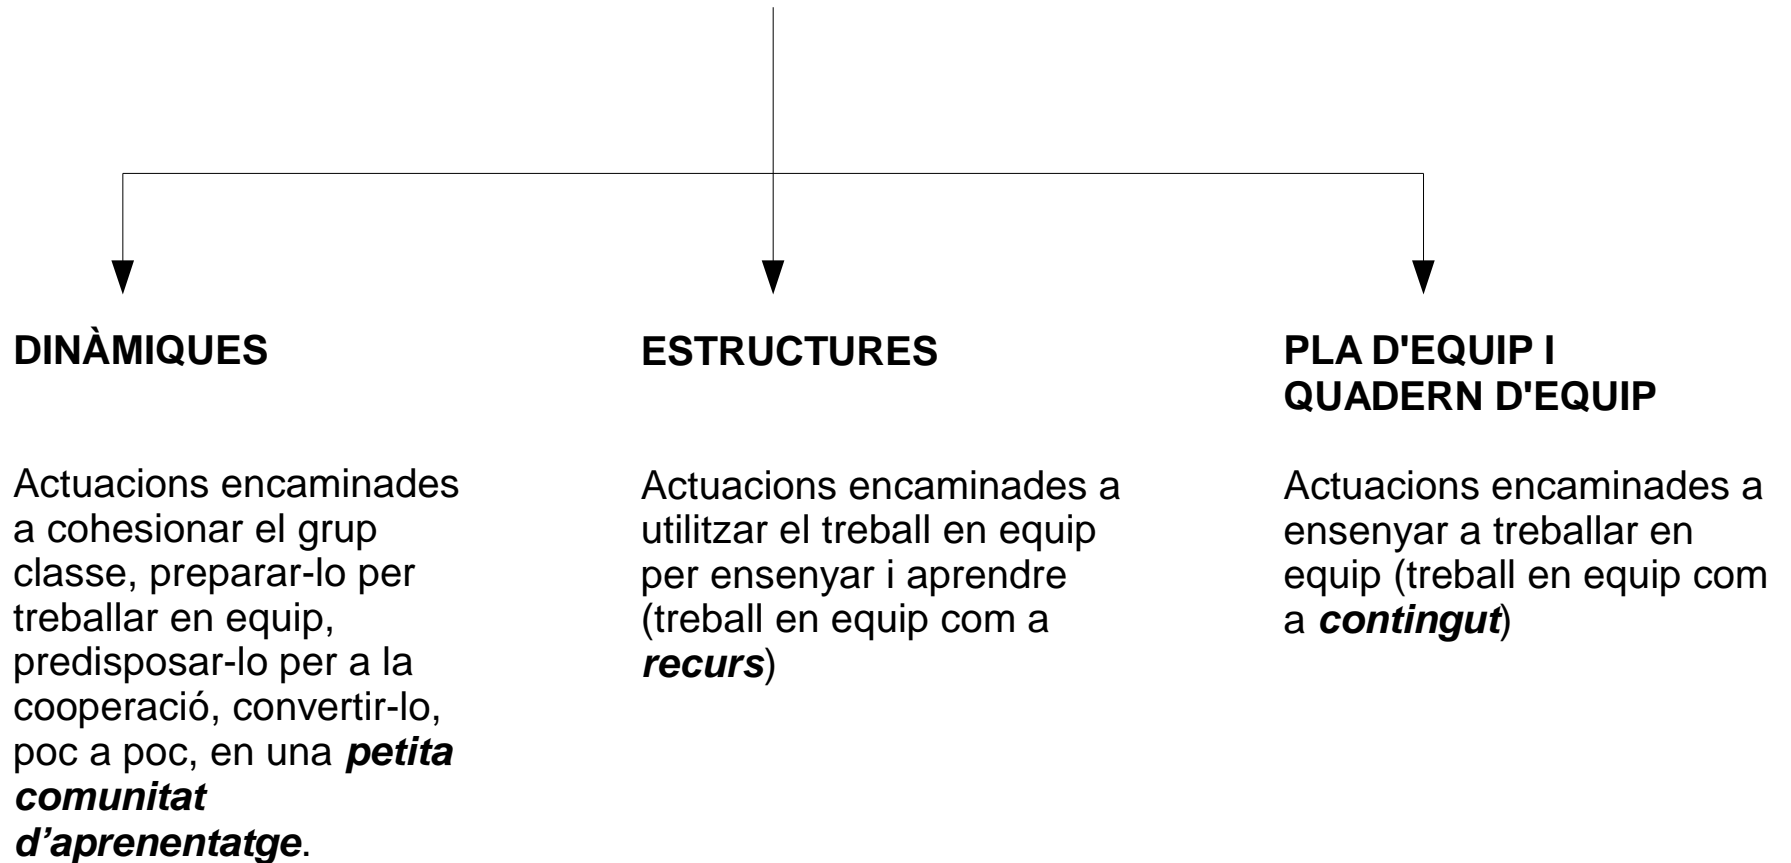 DINÀMIQUES
Actuacions encaminades
a cohesionar el grup
classe, preparar-lo per
treballar en equip,
predisposar-lo per a la
cooperació, convertir-lo,
poc a poc, en una petita
comunitat
d’aprenentatge.
ESTRUCTURES
Actuacions encaminades a
utilitzar el treball en equip
per ensenyar i aprendre
(treball en equip com a
recurs)
PLA D'EQUIP I
QUADERN D'EQUIP
Actuacions encaminades a
ensenyar a treballar en
equip (treball en equip com
a contingut)